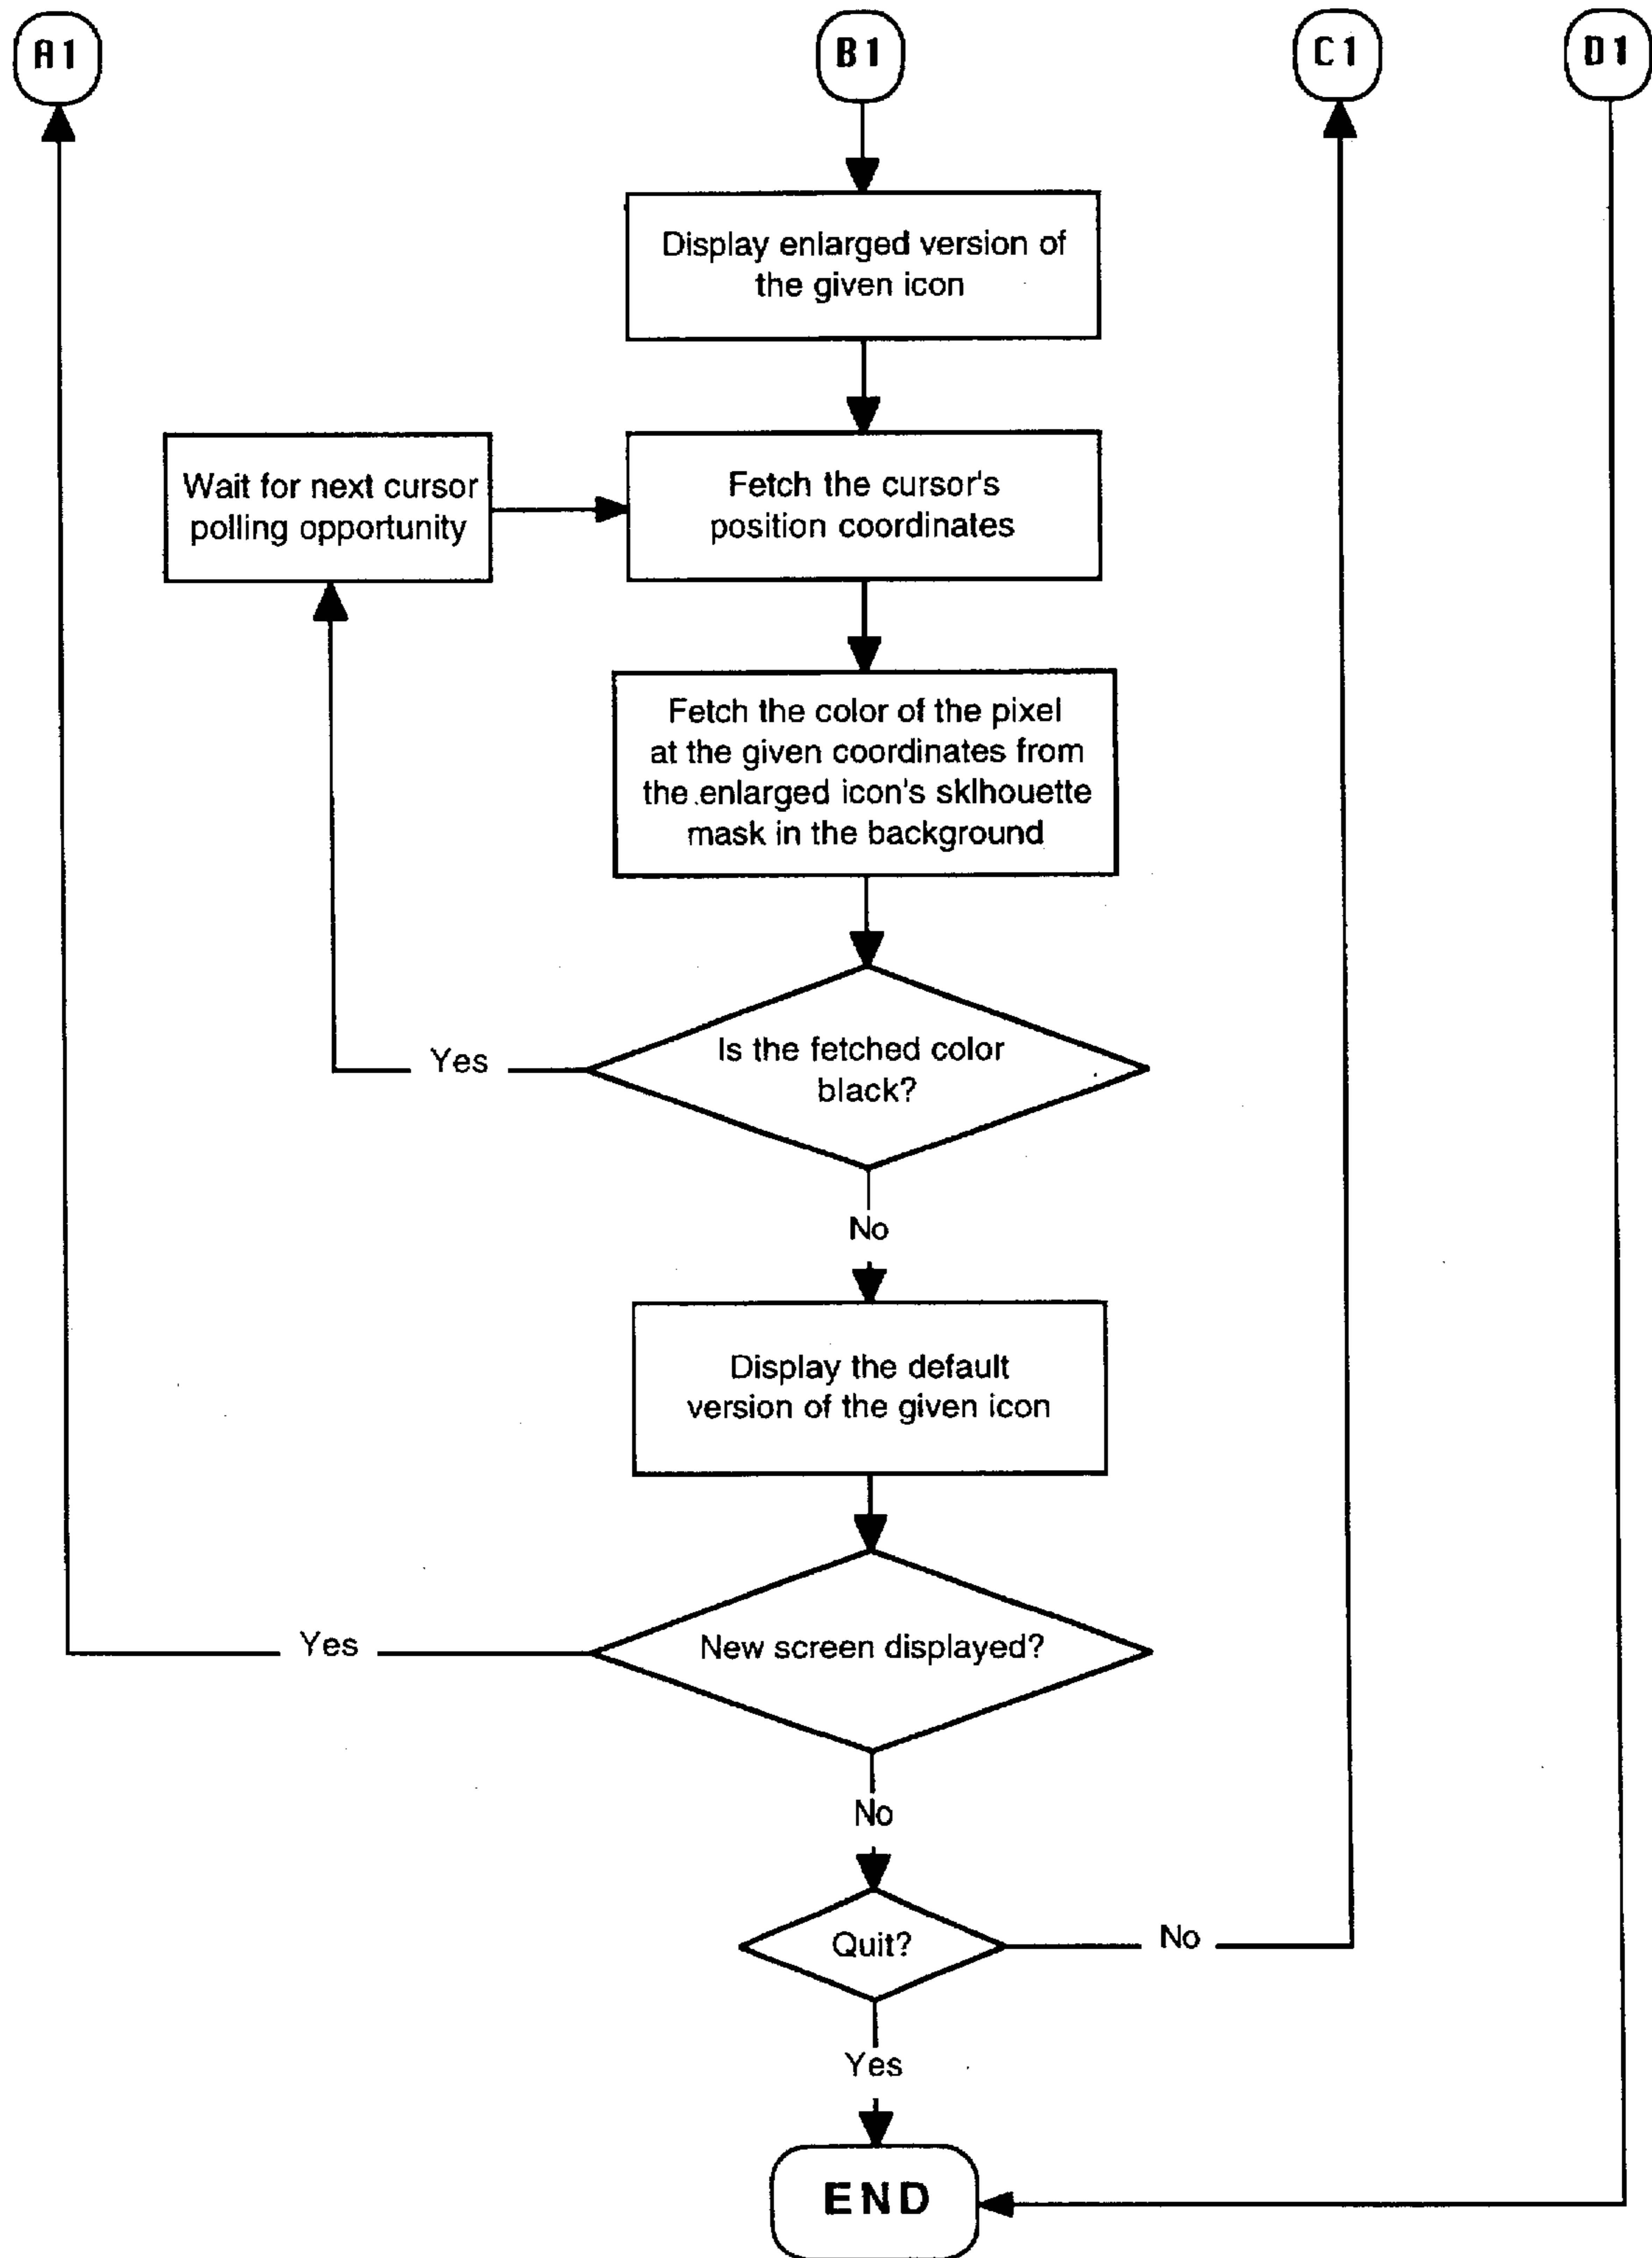 A1
B1
C1
D1
Display enlarged version of
the given icon
Wait for next cursor
polling opportunity
Fetch the cursor's
position coordinates
Fetch the color of the pixel
at the given coordinates from
the enlarged icon's sklhouette
mask in the background
Is the fetched color
black?
Yes
No
Display the default
version of the given icon
New screen displayed?
Yes
No
Quit?
No
Yes
END